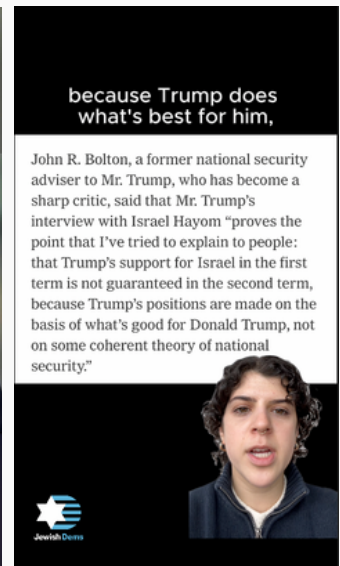 because Trump does
what's best for him,
John R. Bolton, a former national security
adviser to Mr. Trump, who has become a
sharp critic, said that Mr. Trump's
interview with Israel Hayom “proves the
point that I've tried to explain to people:
that Trump's support for Israel in the first
term is not guaranteed in the second term,
because Trump's positions are made on the
basis of what's good for Donald Trump, not
on some coherent theory of national
security.”
Jewish Dems